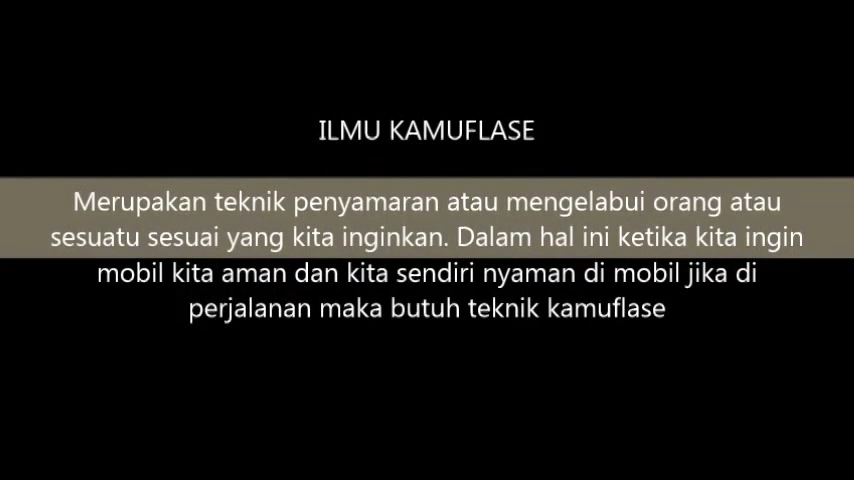 ILMU KAMUFLASE
Merupakan teknik penyamaran atau mengelabui orang atau
sesuatu sesuai yang kita inginkan. Dalam hal ini ketika kita ingin
mobil kita aman dan kita sendiri nyaman di mobil jika di
perjalanan maka butuh teknik kamuflase